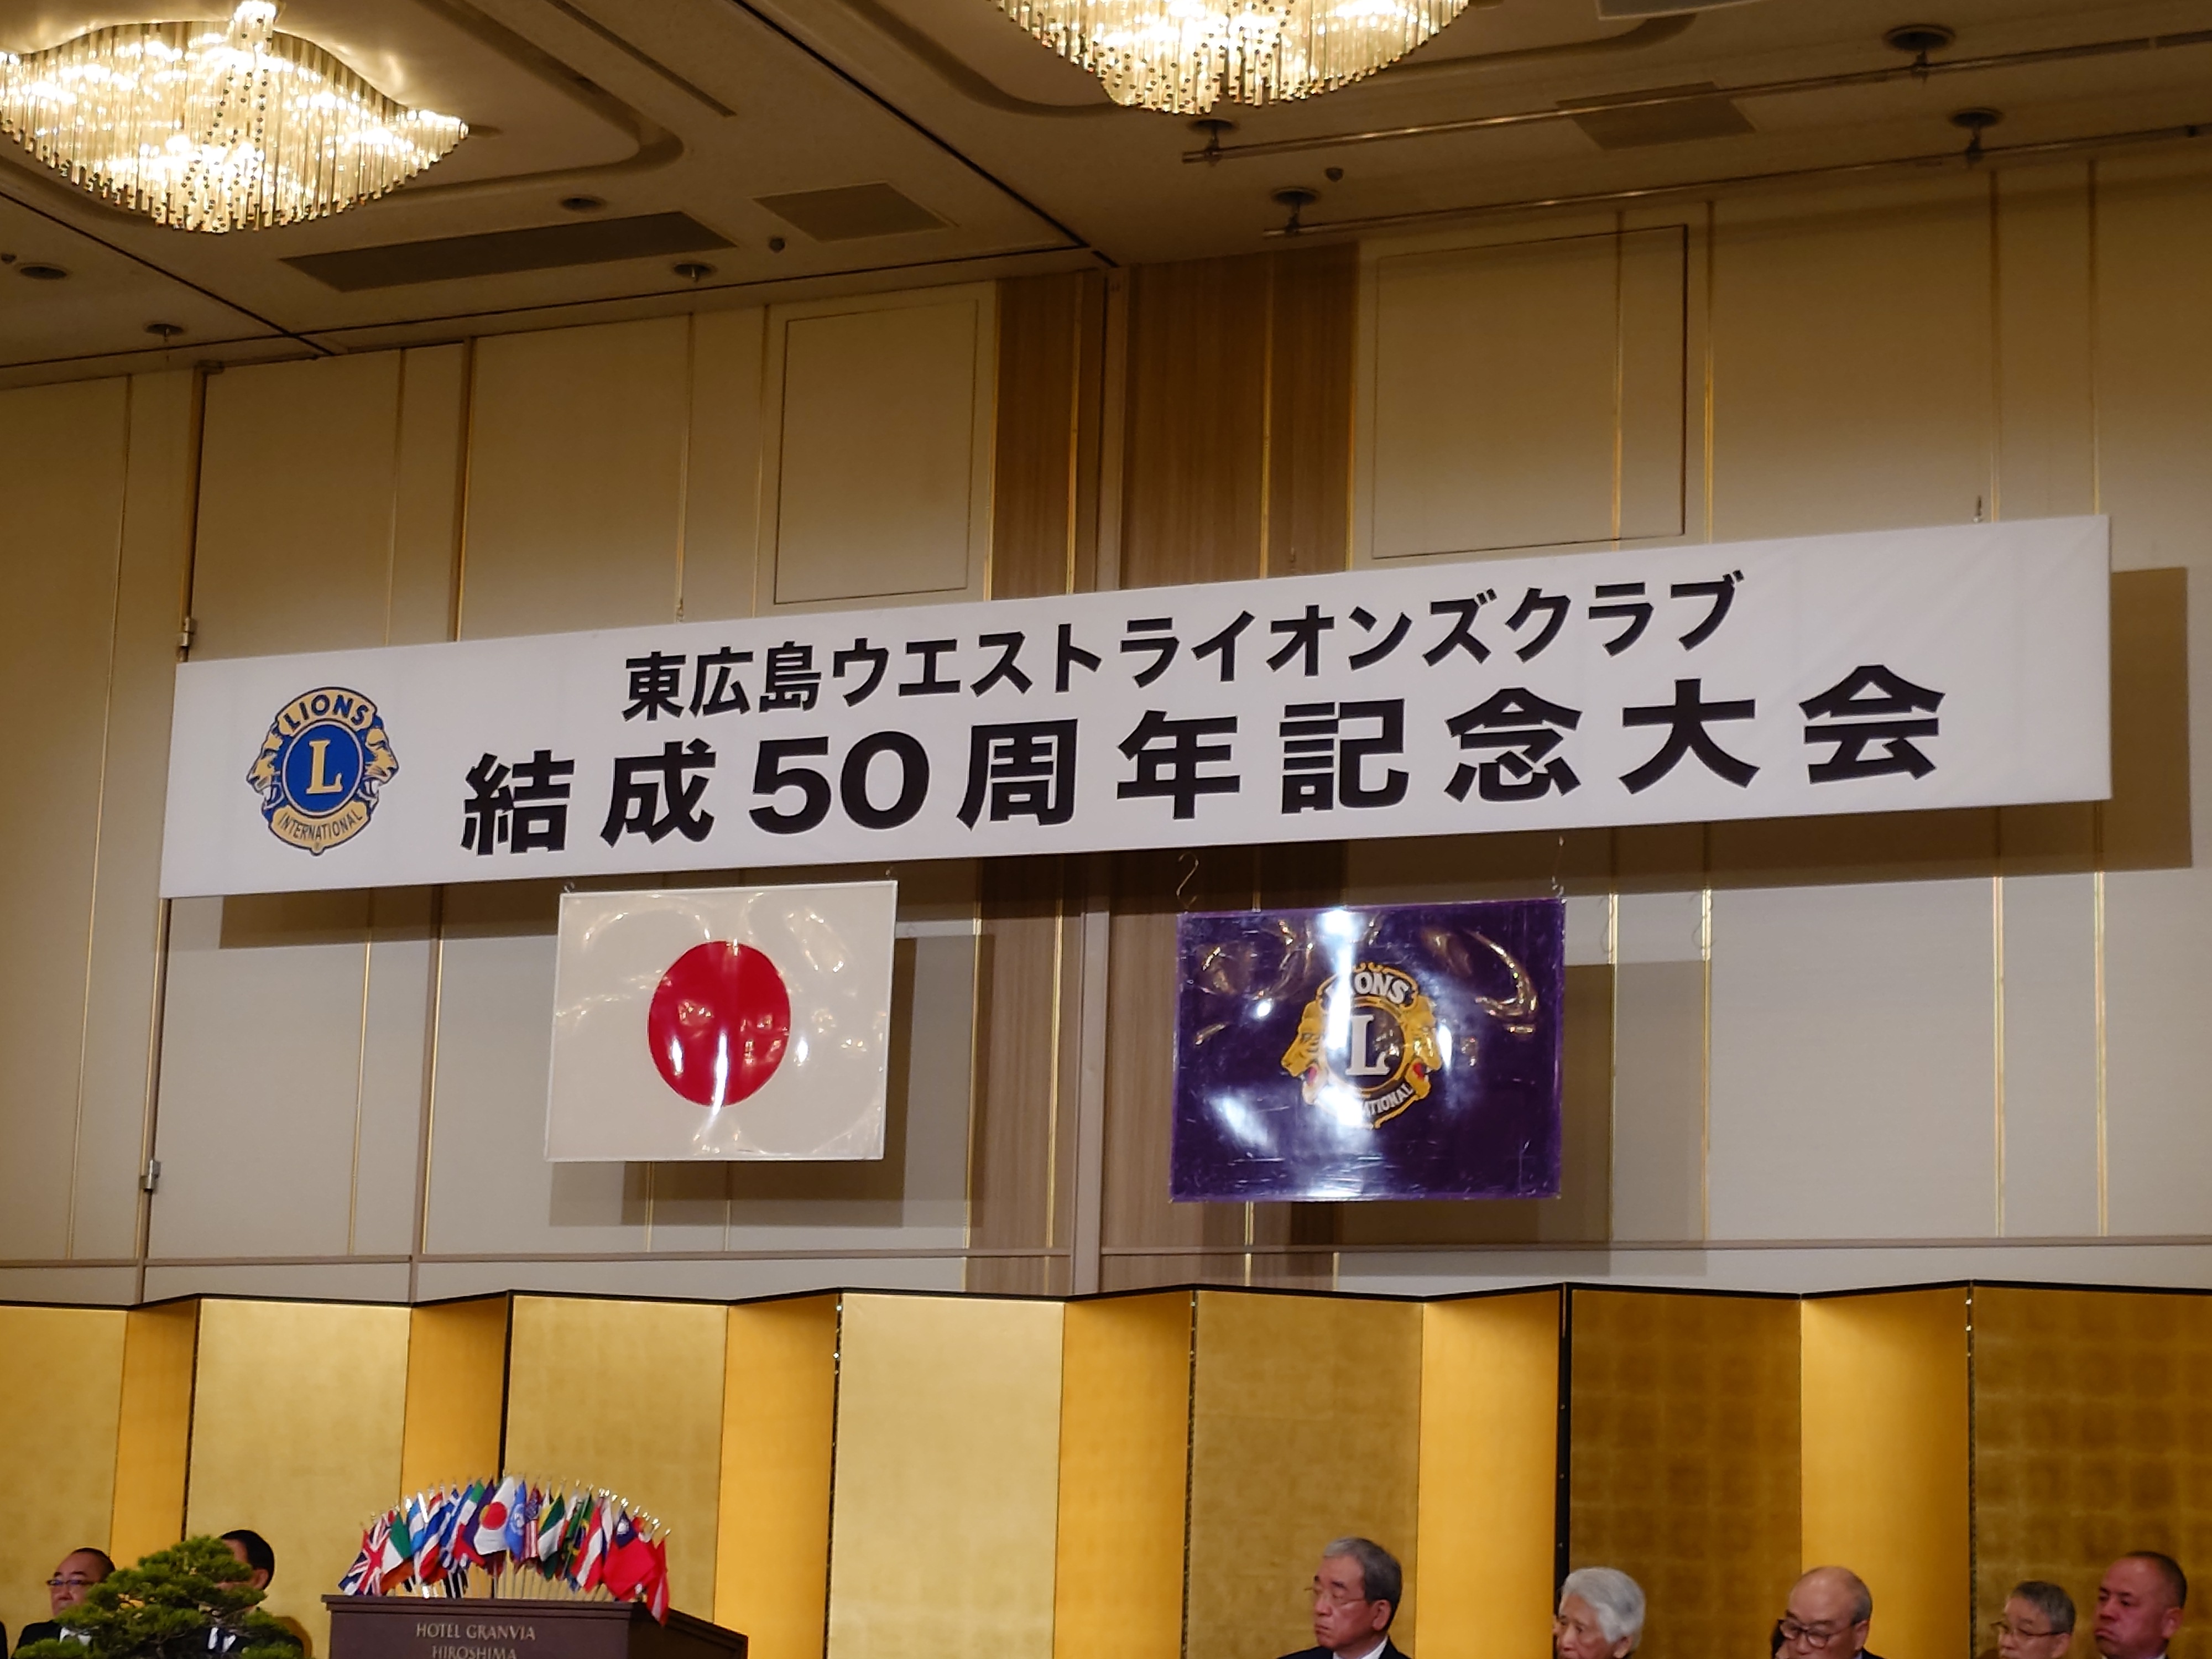 東広島ウエストライオンズクラブ
結成50周年記念大会
LIONS
L
INTERNATIONAL
LIONS
L
HOTEL GRANVIA
HIROSHIMA